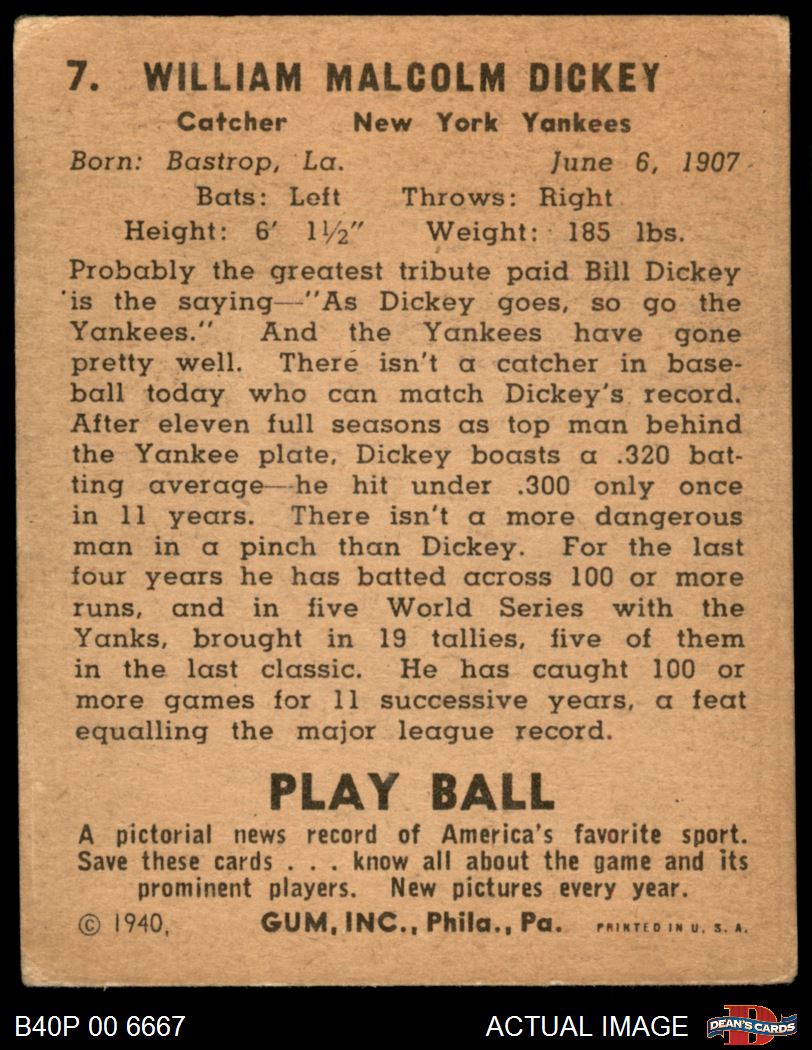 7. WILLIAM MALCOLM DICKEY
Catcher New York Yankees
Born: Bastrop, La. June 6, 1907
Bats: Left Throws: Right
Height: 6' 1½" Weight: 185 lbs.
Probably the greatest tribute paid Bill Dickey
is the saying—"As Dickey goes, so go the
Yankees." And the Yankees have gone
pretty well. There isn't a catcher in base-
ball today who can match Dickey's record.
After eleven full seasons as top man behind
the Yankee plate, Dickey boasts a .320 bat-
ting average—he hit under .300 only once
in 11 years. There isn't a more dangerous
man in a pinch than Dickey. For the last
four years he has batted across 100 or more
runs, and in five World Series with the
Yanks, brought in 19 tallies, five of them
in the last classic. He has caught 100 or
more games for 11 successive years, a feat
equalling the major league record.
PLAY BALL
A pictorial news record of America's favorite sport.
Save these cards . . . know all about the game and its
prominent players. New pictures every year.
© 1940, GUM, INC., Phila., Pa. PRINTED IN U. S. A.
B40P 00 6667 ACTUAL IMAGE D DEAN'S CARDS